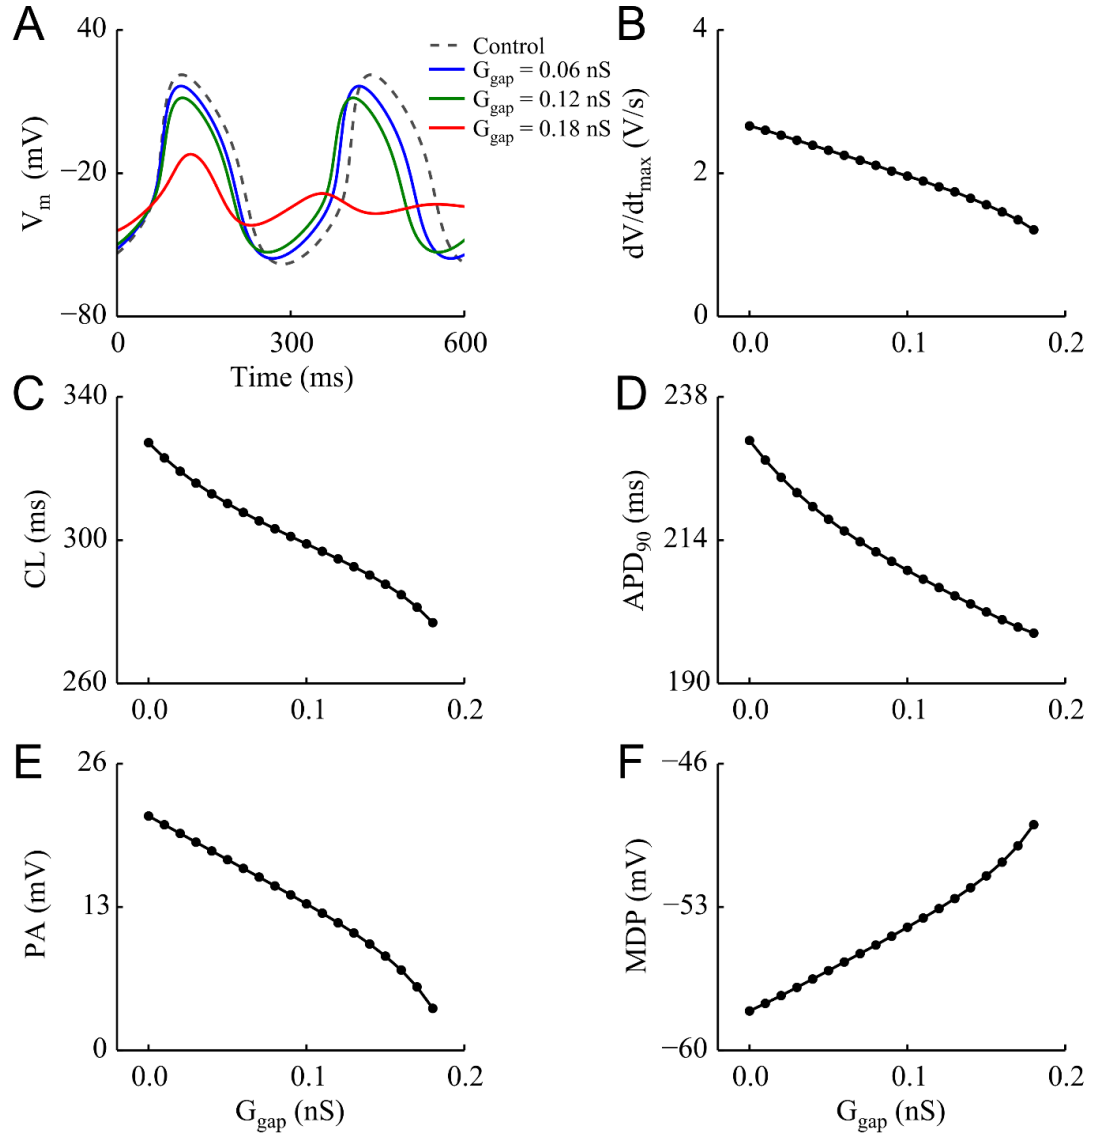 A
40
−20
−80
V_m (mV)
0
300
600
Time (ms)
Control
G_gap = 0.06 nS
G_gap = 0.12 nS
G_gap = 0.18 nS
B
4
2
0
dV/dt_max (V/s)
0.0
0.1
0.2
C
340
300
260
CL (ms)
0.0
0.1
0.2
D
238
214
190
APD_90 (ms)
0.0
0.1
0.2
E
26
13
0
PA (mV)
0.0
0.1
0.2
G_gap (nS)
F
−46
−53
−60
MDP (mV)
0.0
0.1
0.2
G_gap (nS)